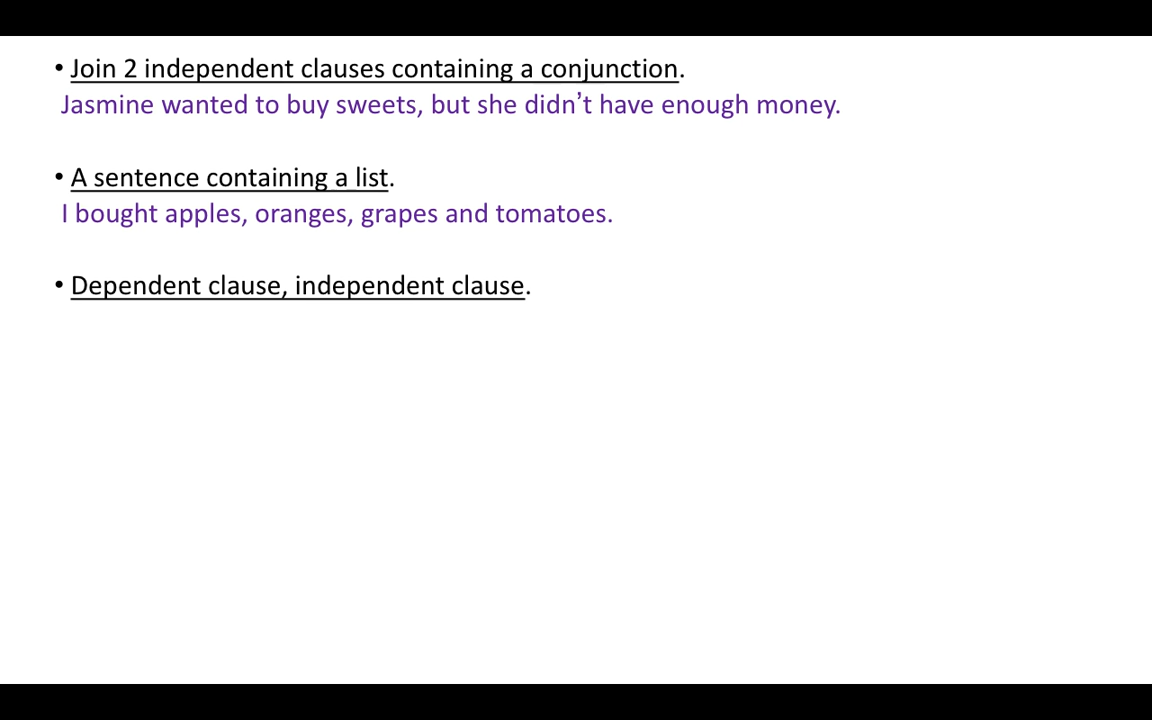 • Join 2 independent clauses containing a conjunction.
Jasmine wanted to buy sweets, but she didn’t have enough money.
• A sentence containing a list.
I bought apples, oranges, grapes and tomatoes.
• Dependent clause, independent clause.